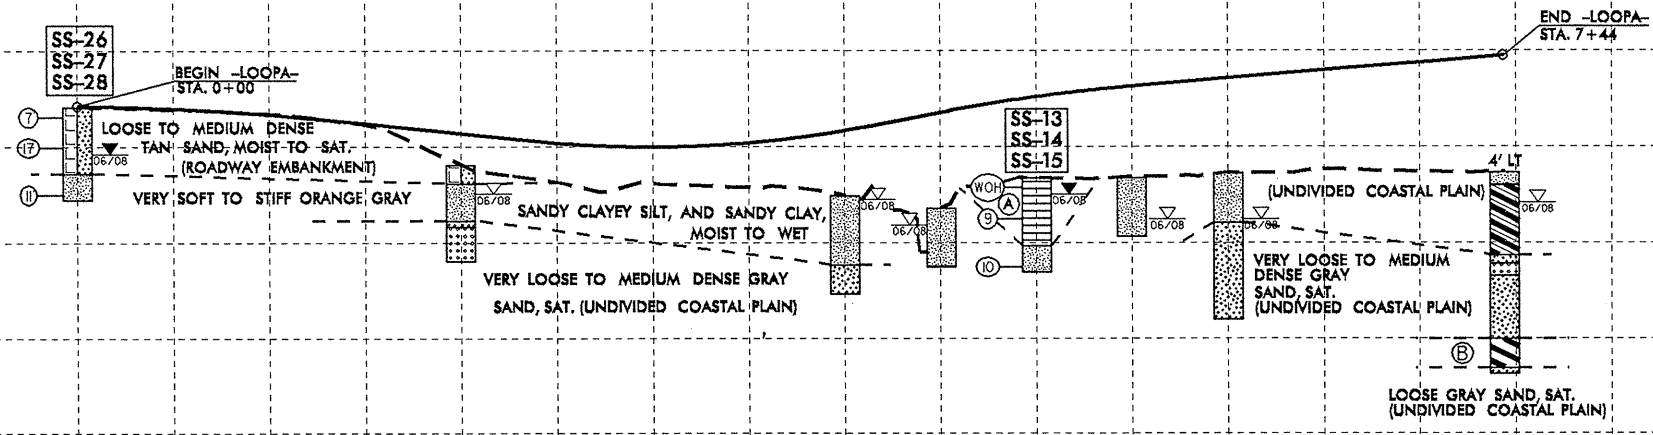 SS-26
SS-27
SS-28
BEGIN -LOOPA-
STA. 0+00
END -LOOPA-
STA. 7+44
7
17
11
LOOSE TO MEDIUM DENSE
TAN SAND, MOIST TO SAT.
(ROADWAY EMBANKMENT)
06/08
VERY SOFT TO STIFF ORANGE GRAY
06/08
SANDY CLAYEY SILT, AND SANDY CLAY,
MOIST TO WET
VERY LOOSE TO MEDIUM DENSE GRAY
SAND, SAT. (UNDIVIDED COASTAL PLAIN)
06/08
06/08
SS-13
SS-14
SS-15
WOH
A
9
10
06/08
06/08
06/08
4' LT
(UNDIVIDED COASTAL PLAIN)
06/08
VERY LOOSE TO MEDIUM
DENSE GRAY
SAND, SAT.
(UNDIVIDED COASTAL PLAIN)
B
LOOSE GRAY SAND, SAT.
(UNDIVIDED COASTAL PLAIN)